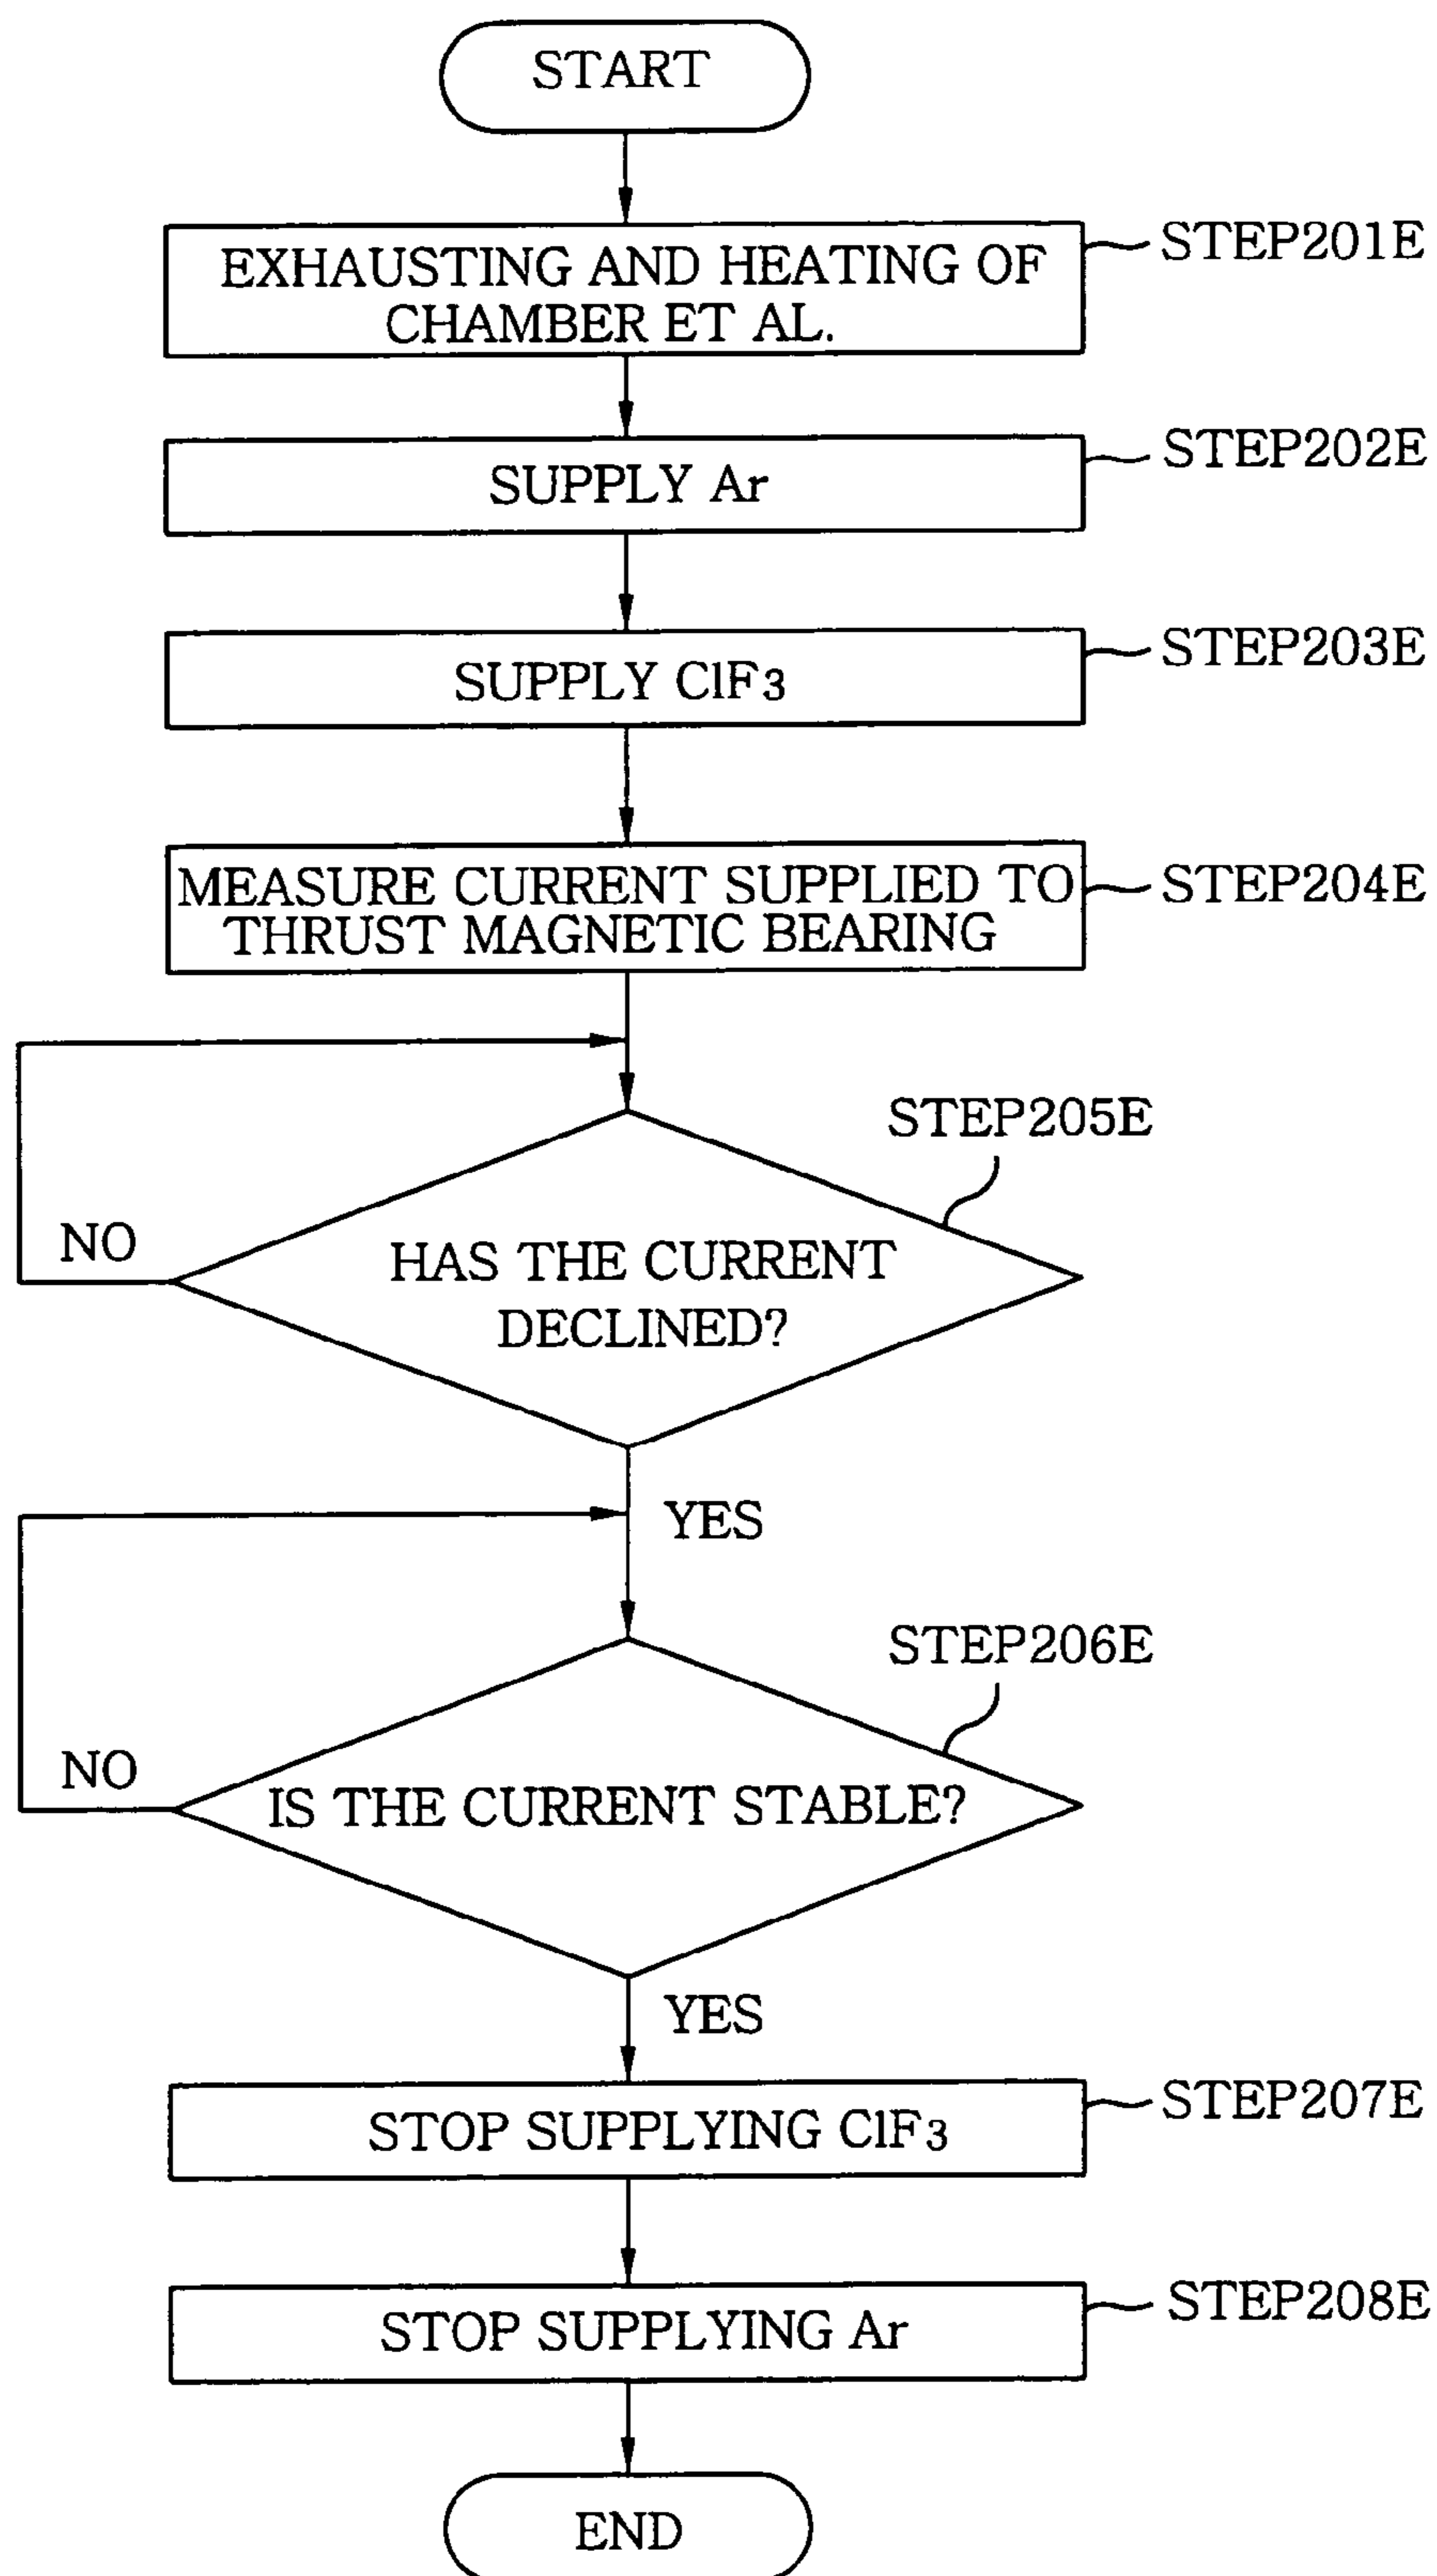 START
EXHAUSTING AND HEATING OF
CHAMBER ET AL.
STEP201E
SUPPLY Ar
STEP202E
SUPPLY ClF3
STEP203E
MEASURE CURRENT SUPPLIED TO
THRUST MAGNETIC BEARING
STEP204E
STEP205E
NO
HAS THE CURRENT
DECLINED?
YES
STEP206E
NO
IS THE CURRENT STABLE?
YES
STOP SUPPLYING ClF3
STEP207E
STOP SUPPLYING Ar
STEP208E
END